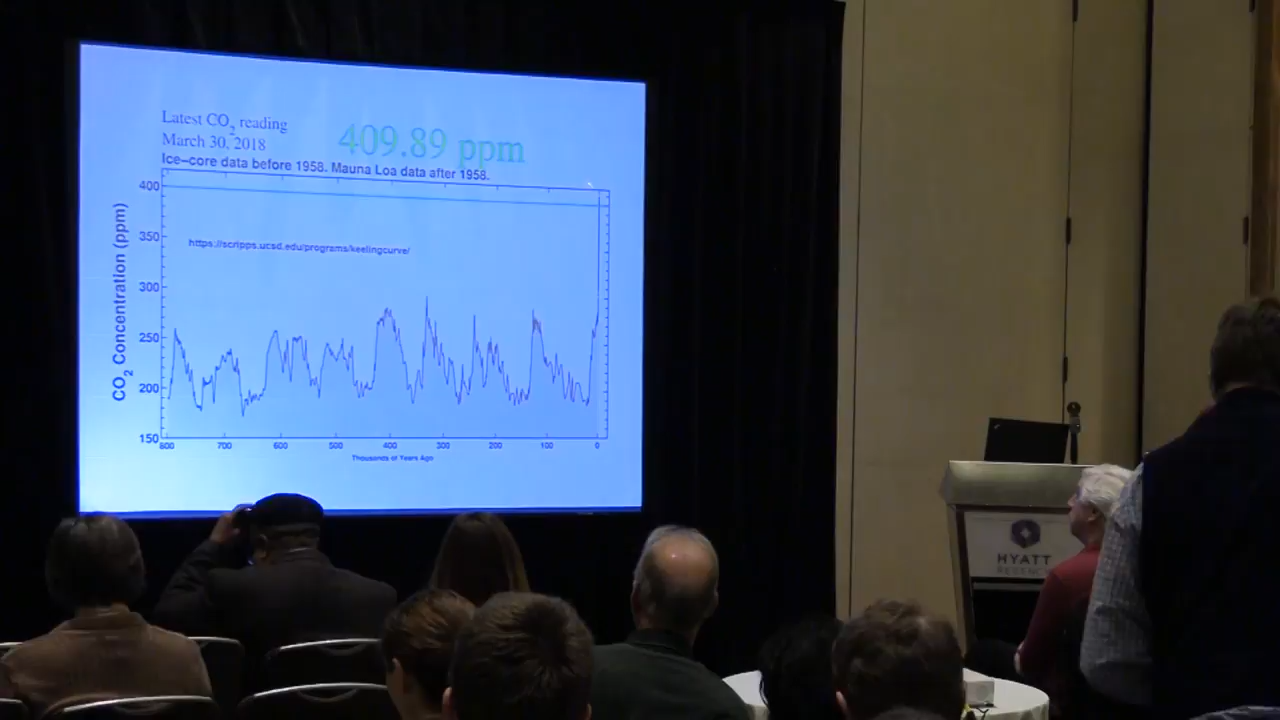 Latest CO2 reading
March 30, 2018
409.89 ppm
Ice-core data before 1958. Mauna Loa data after 1958.
400
350
300
250
200
150
CO2 Concentration (ppm)
https://scripps.ucsd.edu/programs/keelingcurve/
800 700 600 500 400 300 200 100 0
Thousands of Years Ago
HYATT
REGENCY